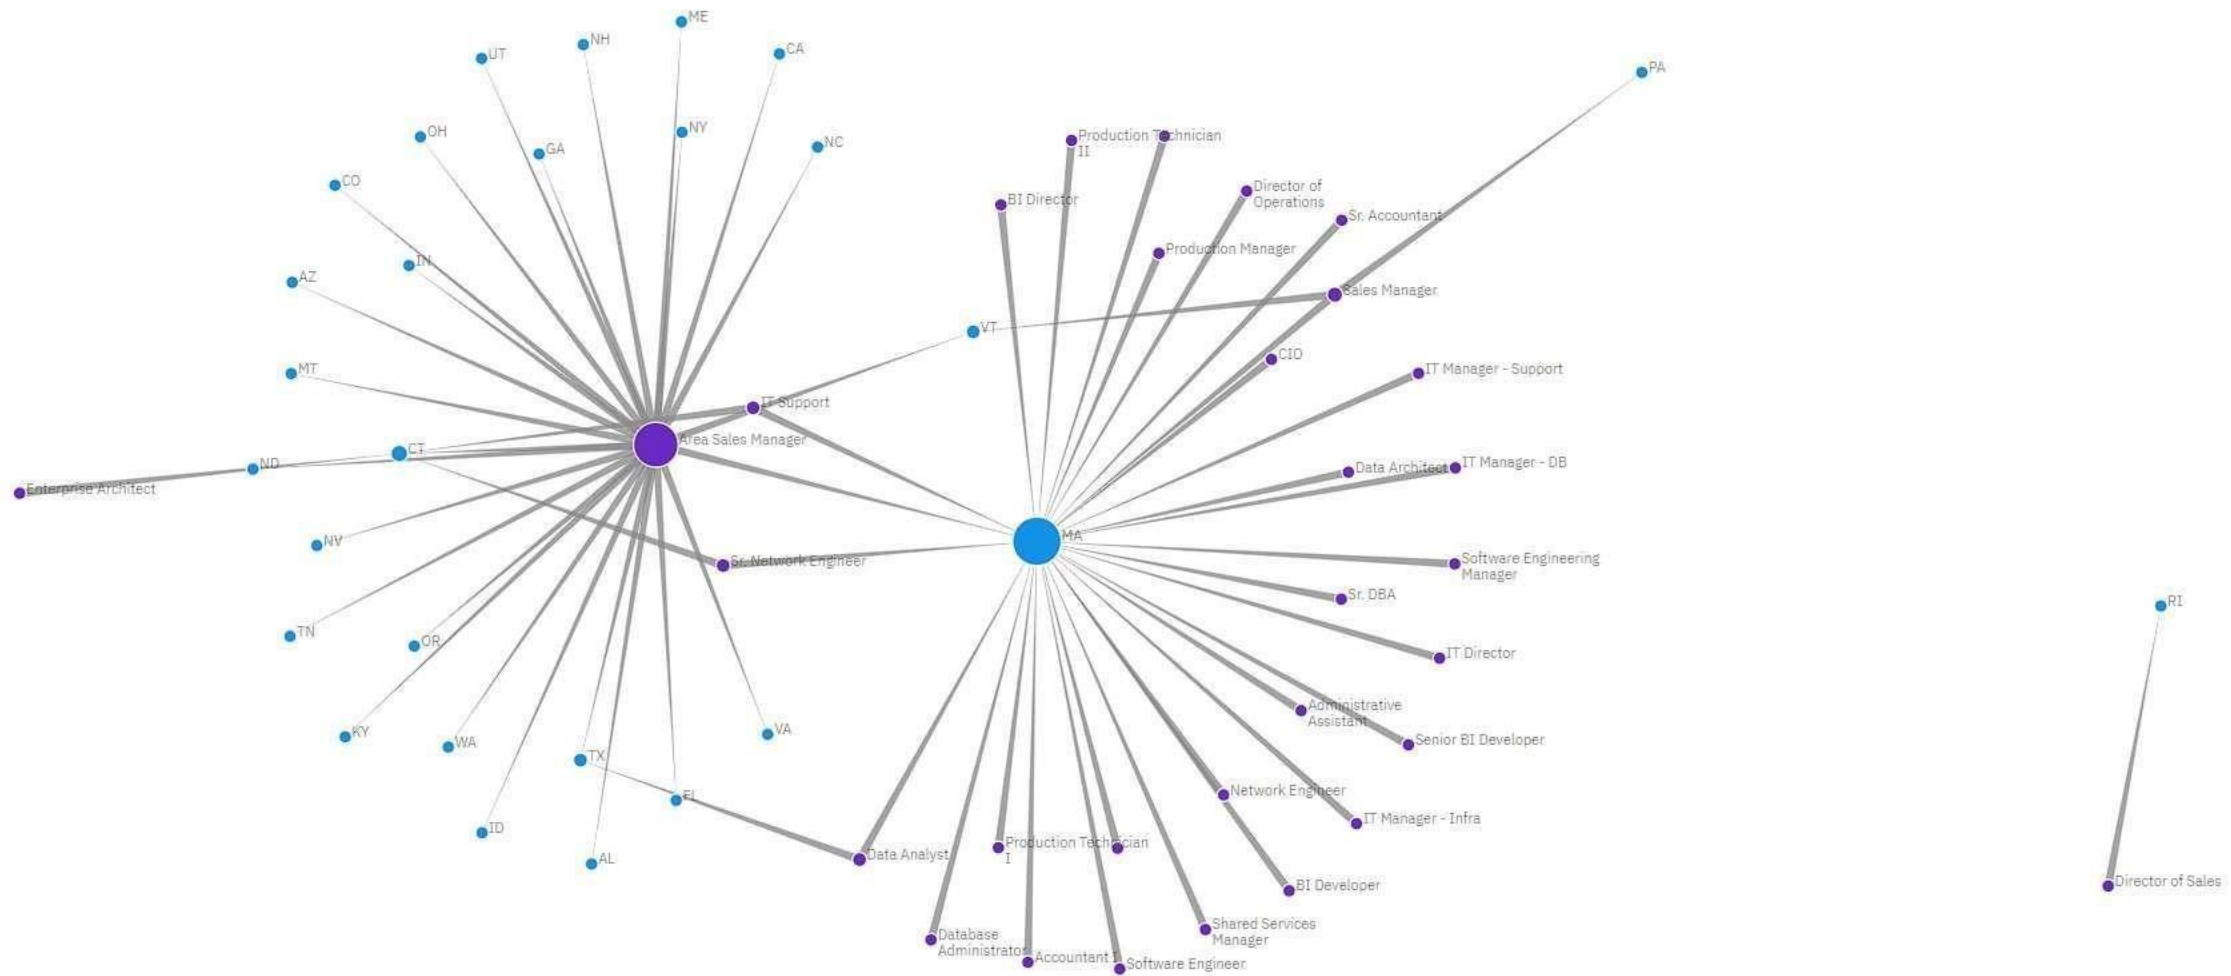 ME
NH
CA
UT
PA
NY
OH
Production Technician
II
NC
GA
CO
Director of
Operations
BI Director
Sr. Accountant
Production Manager
IN
AZ
Sales Manager
VT
CIO
MT
IT Manager - Support
IT Support
Area Sales Manager
CT
ND
Data Architect
IT Manager - DB
Enterprise Architect
MA
NV
Sr. Network Engineer
Software Engineering
Manager
Sr. DBA
RI
TN
OR
IT Director
Administrative
Assistant
KY
WA
VA
Senior BI Developer
TX
Network Engineer
FL
IT Manager - Infra
ID
Production Technician
I
AL
Data Analyst
BI Developer
Director of Sales
Shared Services
Manager
Database
Administrator
Accountant I
Software Engineer